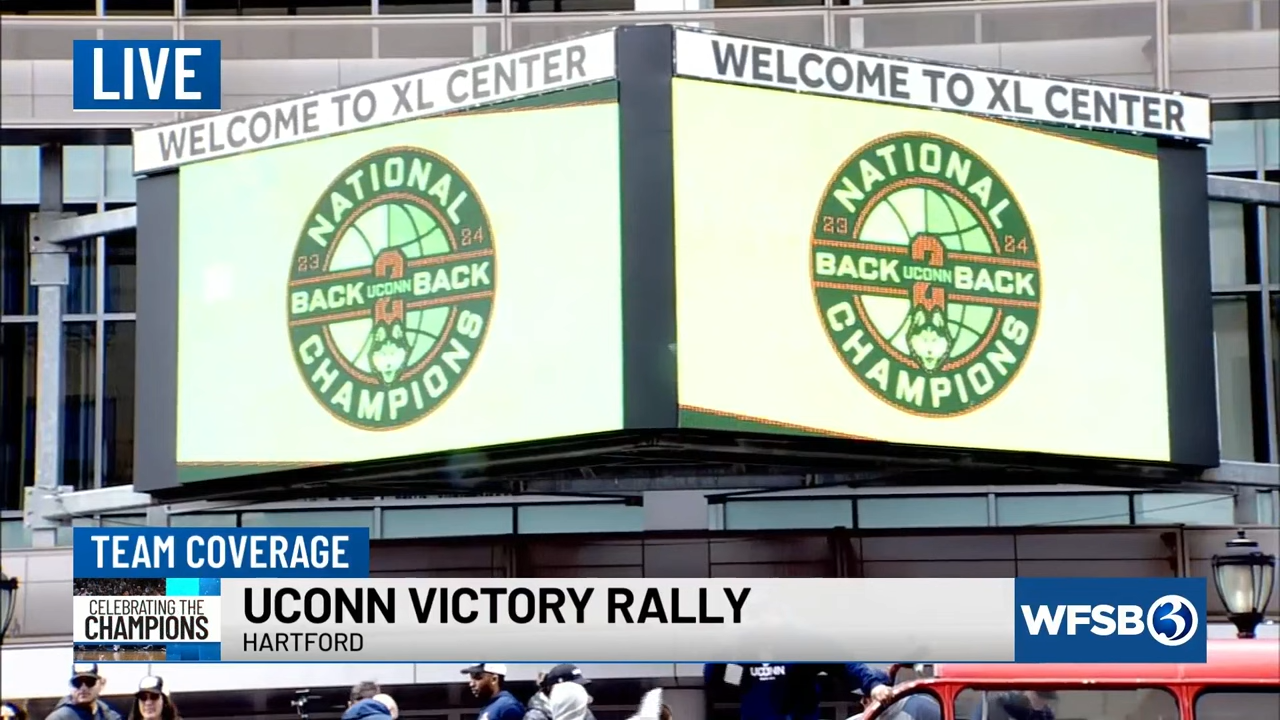 LIVE
WELCOME TO XL CENTER
WELCOME TO XL CENTER
NATIONAL
23 24
BACK UCONN BACK
2
CHAMPIONS
NATIONAL
23 24
BACK UCONN BACK
2
CHAMPIONS
TEAM COVERAGE
CELEBRATING THE
CHAMPIONS
UCONN VICTORY RALLY
HARTFORD
WFSB 3
UCONN